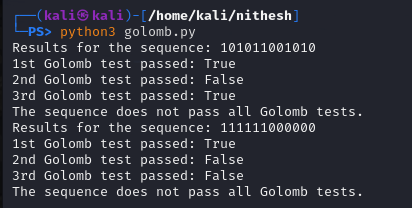 ┌──(kali㉿kali)-[/home/kali/nithesh]
└─PS> python3 golomb.py
Results for the sequence: 101011001010
1st Golomb test passed: True
2nd Golomb test passed: False
3rd Golomb test passed: True
The sequence does not pass all Golomb tests.
Results for the sequence: 111111000000
1st Golomb test passed: True
2nd Golomb test passed: False
3rd Golomb test passed: False
The sequence does not pass all Golomb tests.